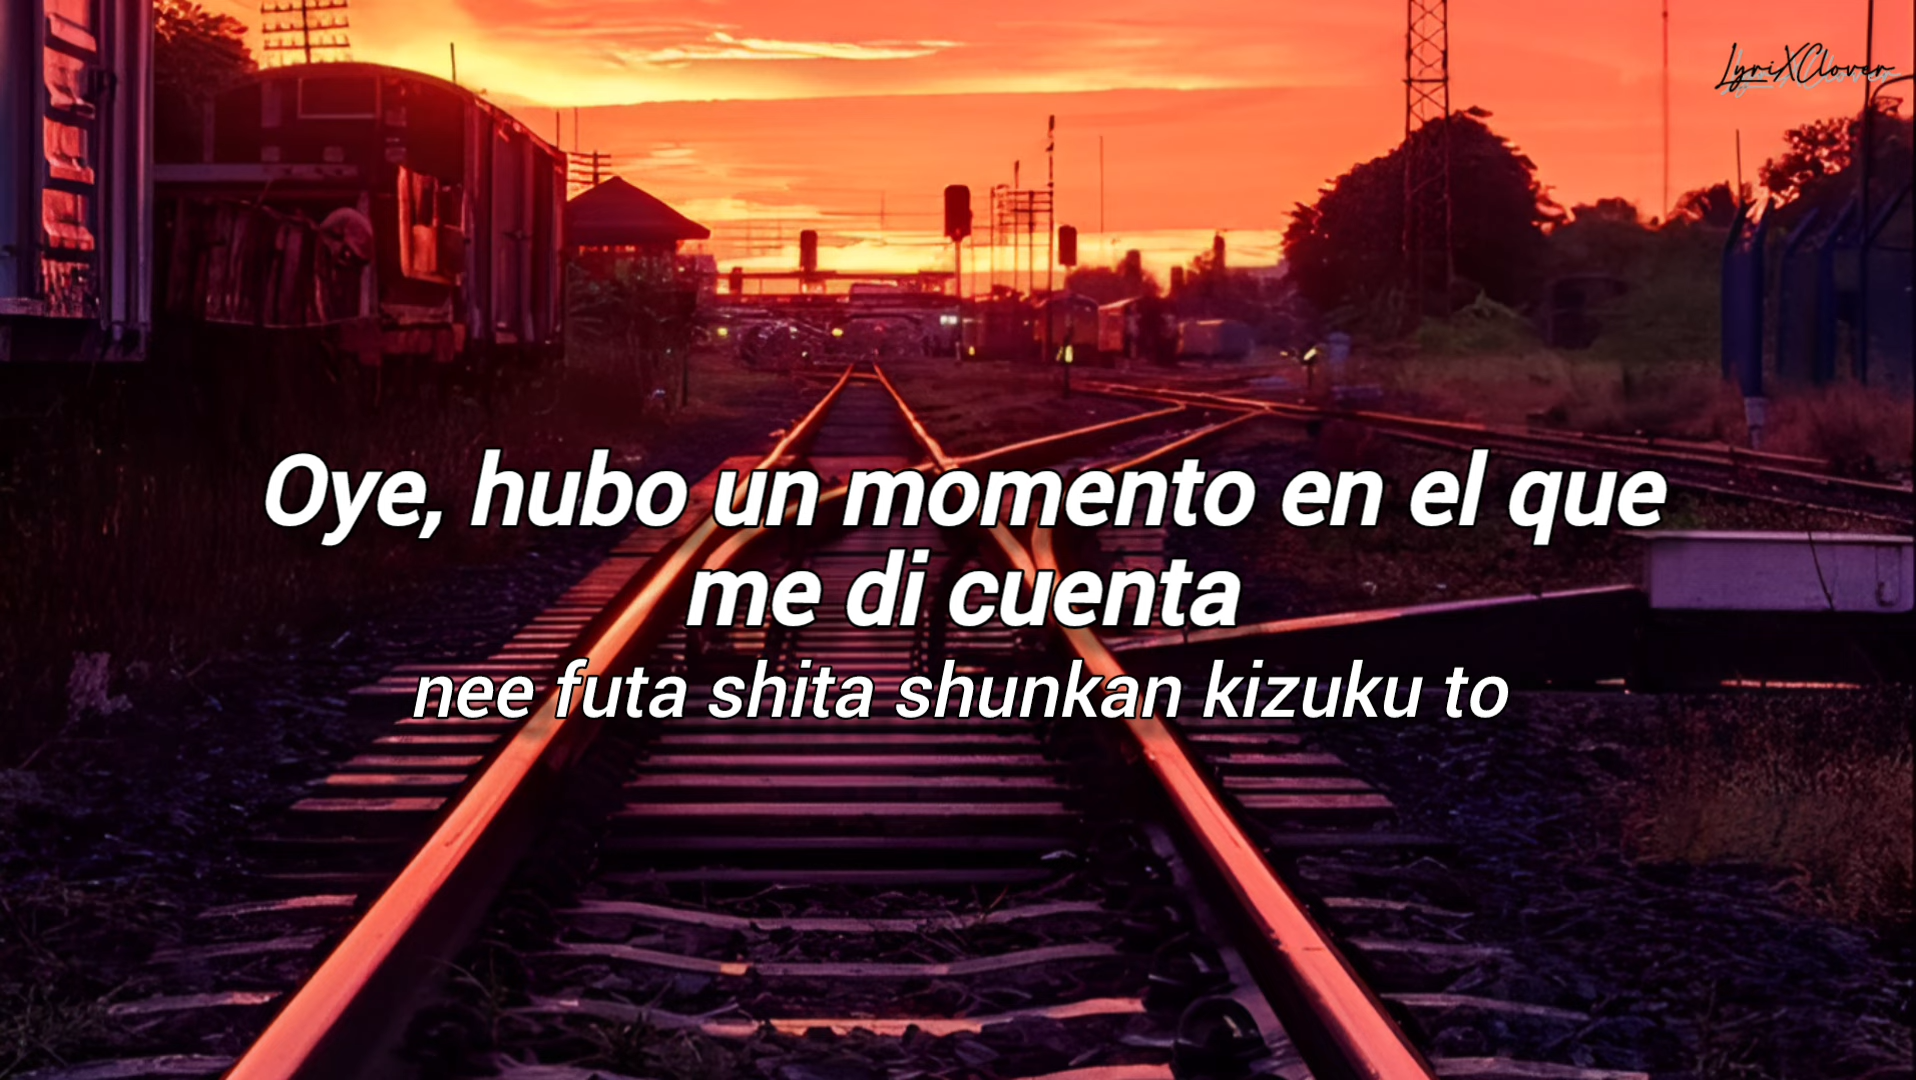 LyriXClover
Oye, hubo un momento en el que
me di cuenta
nee futa shita shunkan kizuku to